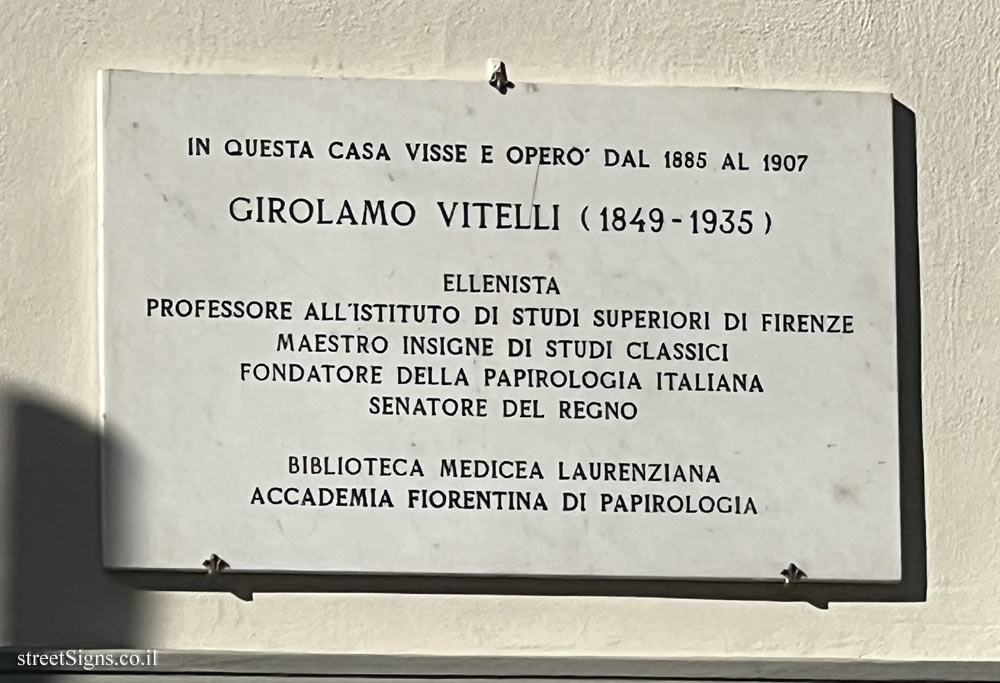 IN QUESTA CASA VISSE E OPERO' DAL 1885 AL 1907
GIROLAMO VITELLI (1849-1935)
ELLENISTA
PROFESSORE ALL'ISTITUTO DI STUDI SUPERIORI DI FIRENZE
MAESTRO INSIGNE DI STUDI CLASSICI
FONDATORE DELLA PAPIROLOGIA ITALIANA
SENATORE DEL REGNO
BIBLIOTECA MEDICEA LAURENZIANA
ACCADEMIA FIORENTINA DI PAPIROLOGIA
streetSigns.co.il